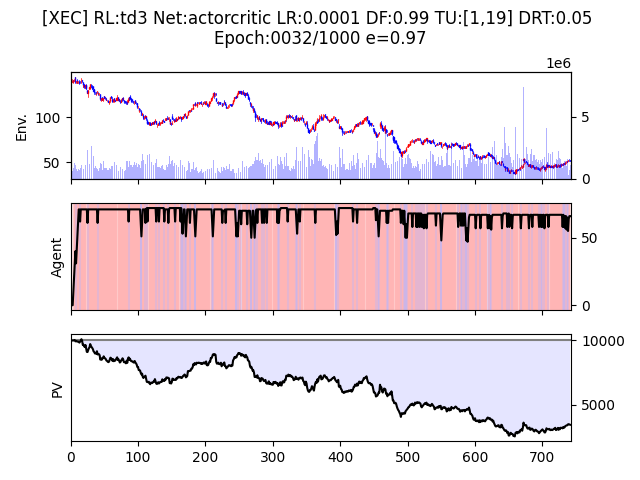 [XEC] RL:td3 Net:actorcritic LR:0.0001 DF:0.99 TU:[1,19] DRT:0.05
Epoch:0032/1000 e=0.97
1e6
Env.
100
50
5
0
Agent
50
0
PV
10000
5000
0 100 200 300 400 500 600 700